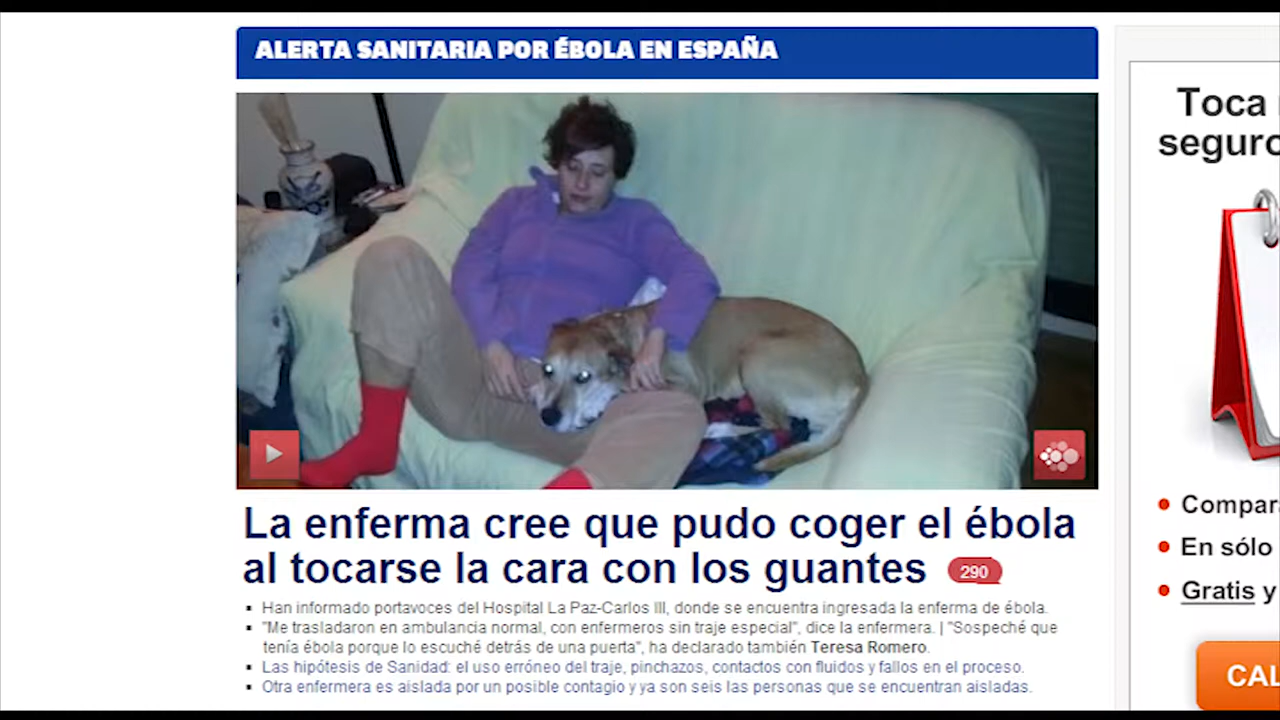 ALERTA SANITARIA POR ÉBOLA EN ESPAÑA
La enferma cree que pudo coger el ébola
al tocarse la cara con los guantes 290
▪ Han informado portavoces del Hospital La Paz-Carlos III, donde se encuentra ingresada la enferma de ébola.
▪ "Me trasladaron en ambulancia normal, con enfermeros sin traje especial", dice la enfermera. | "Sospeché que
tenía ébola porque lo escuché detrás de una puerta", ha declarado también Teresa Romero.
▪ Las hipótesis de Sanidad: el uso erróneo del traje, pinchazos, contactos con fluidos y fallos en el proceso.
▪ Otra enfermera es aislada por un posible contagio y ya son seis las personas que se encuentran aisladas.
Toca
seguro
• Compar
• En sólo
• Gratis y
CAL